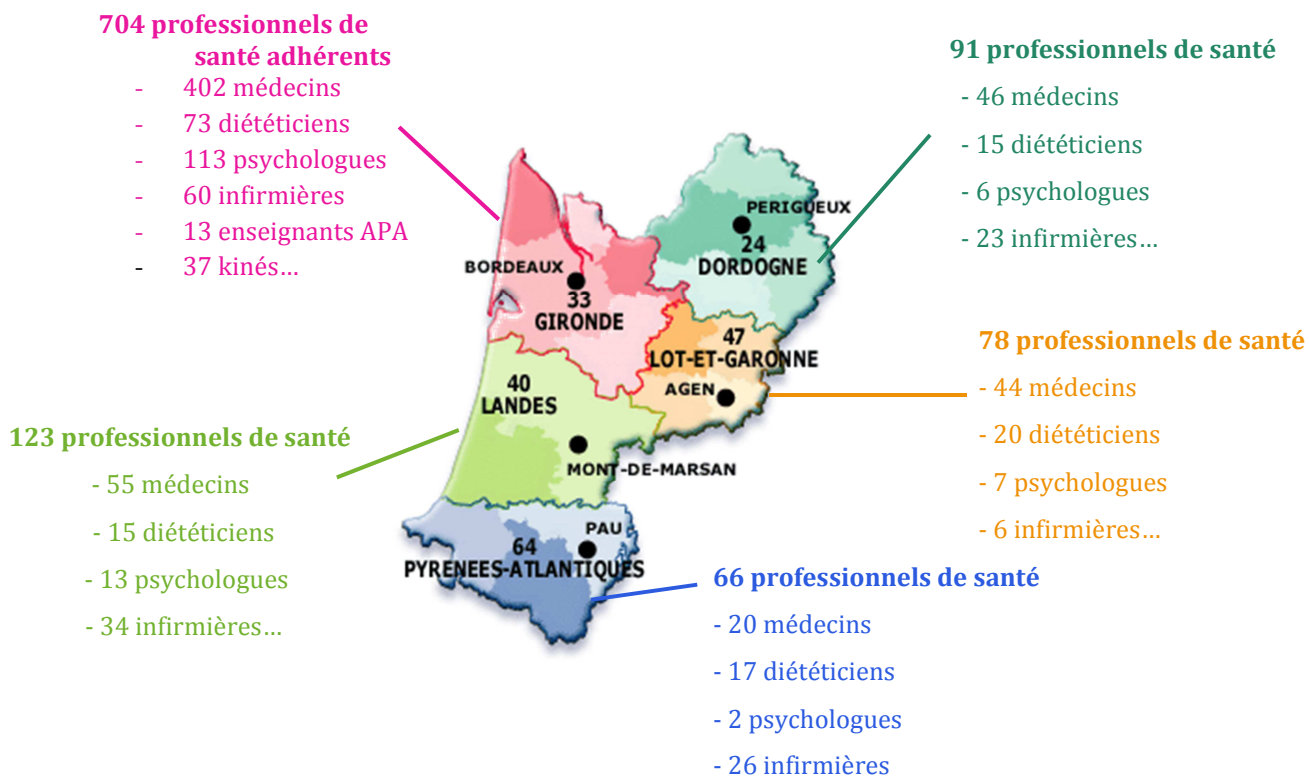 704 professionnels de
santé adhérents
- 402 médecins
- 73 diététiciens
- 113 psychologues
- 60 infirmières
- 13 enseignants APA
- 37 kinés…
91 professionnels de santé
- 46 médecins
- 15 diététiciens
- 6 psychologues
- 23 infirmières…
PERIGUEUX
24
DORDOGNE
BORDEAUX
33
GIRONDE
47
LOT-ET-GARONNE
AGEN
78 professionnels de santé
- 44 médecins
- 20 diététiciens
- 7 psychologues
- 6 infirmières…
40
LANDES
MONT-DE-MARSAN
123 professionnels de santé
- 55 médecins
- 15 diététiciens
- 13 psychologues
- 34 infirmières…
PAU
64
PYRENEES-ATLANTIQUES
66 professionnels de santé
- 20 médecins
- 17 diététiciens
- 2 psychologues
- 26 infirmières